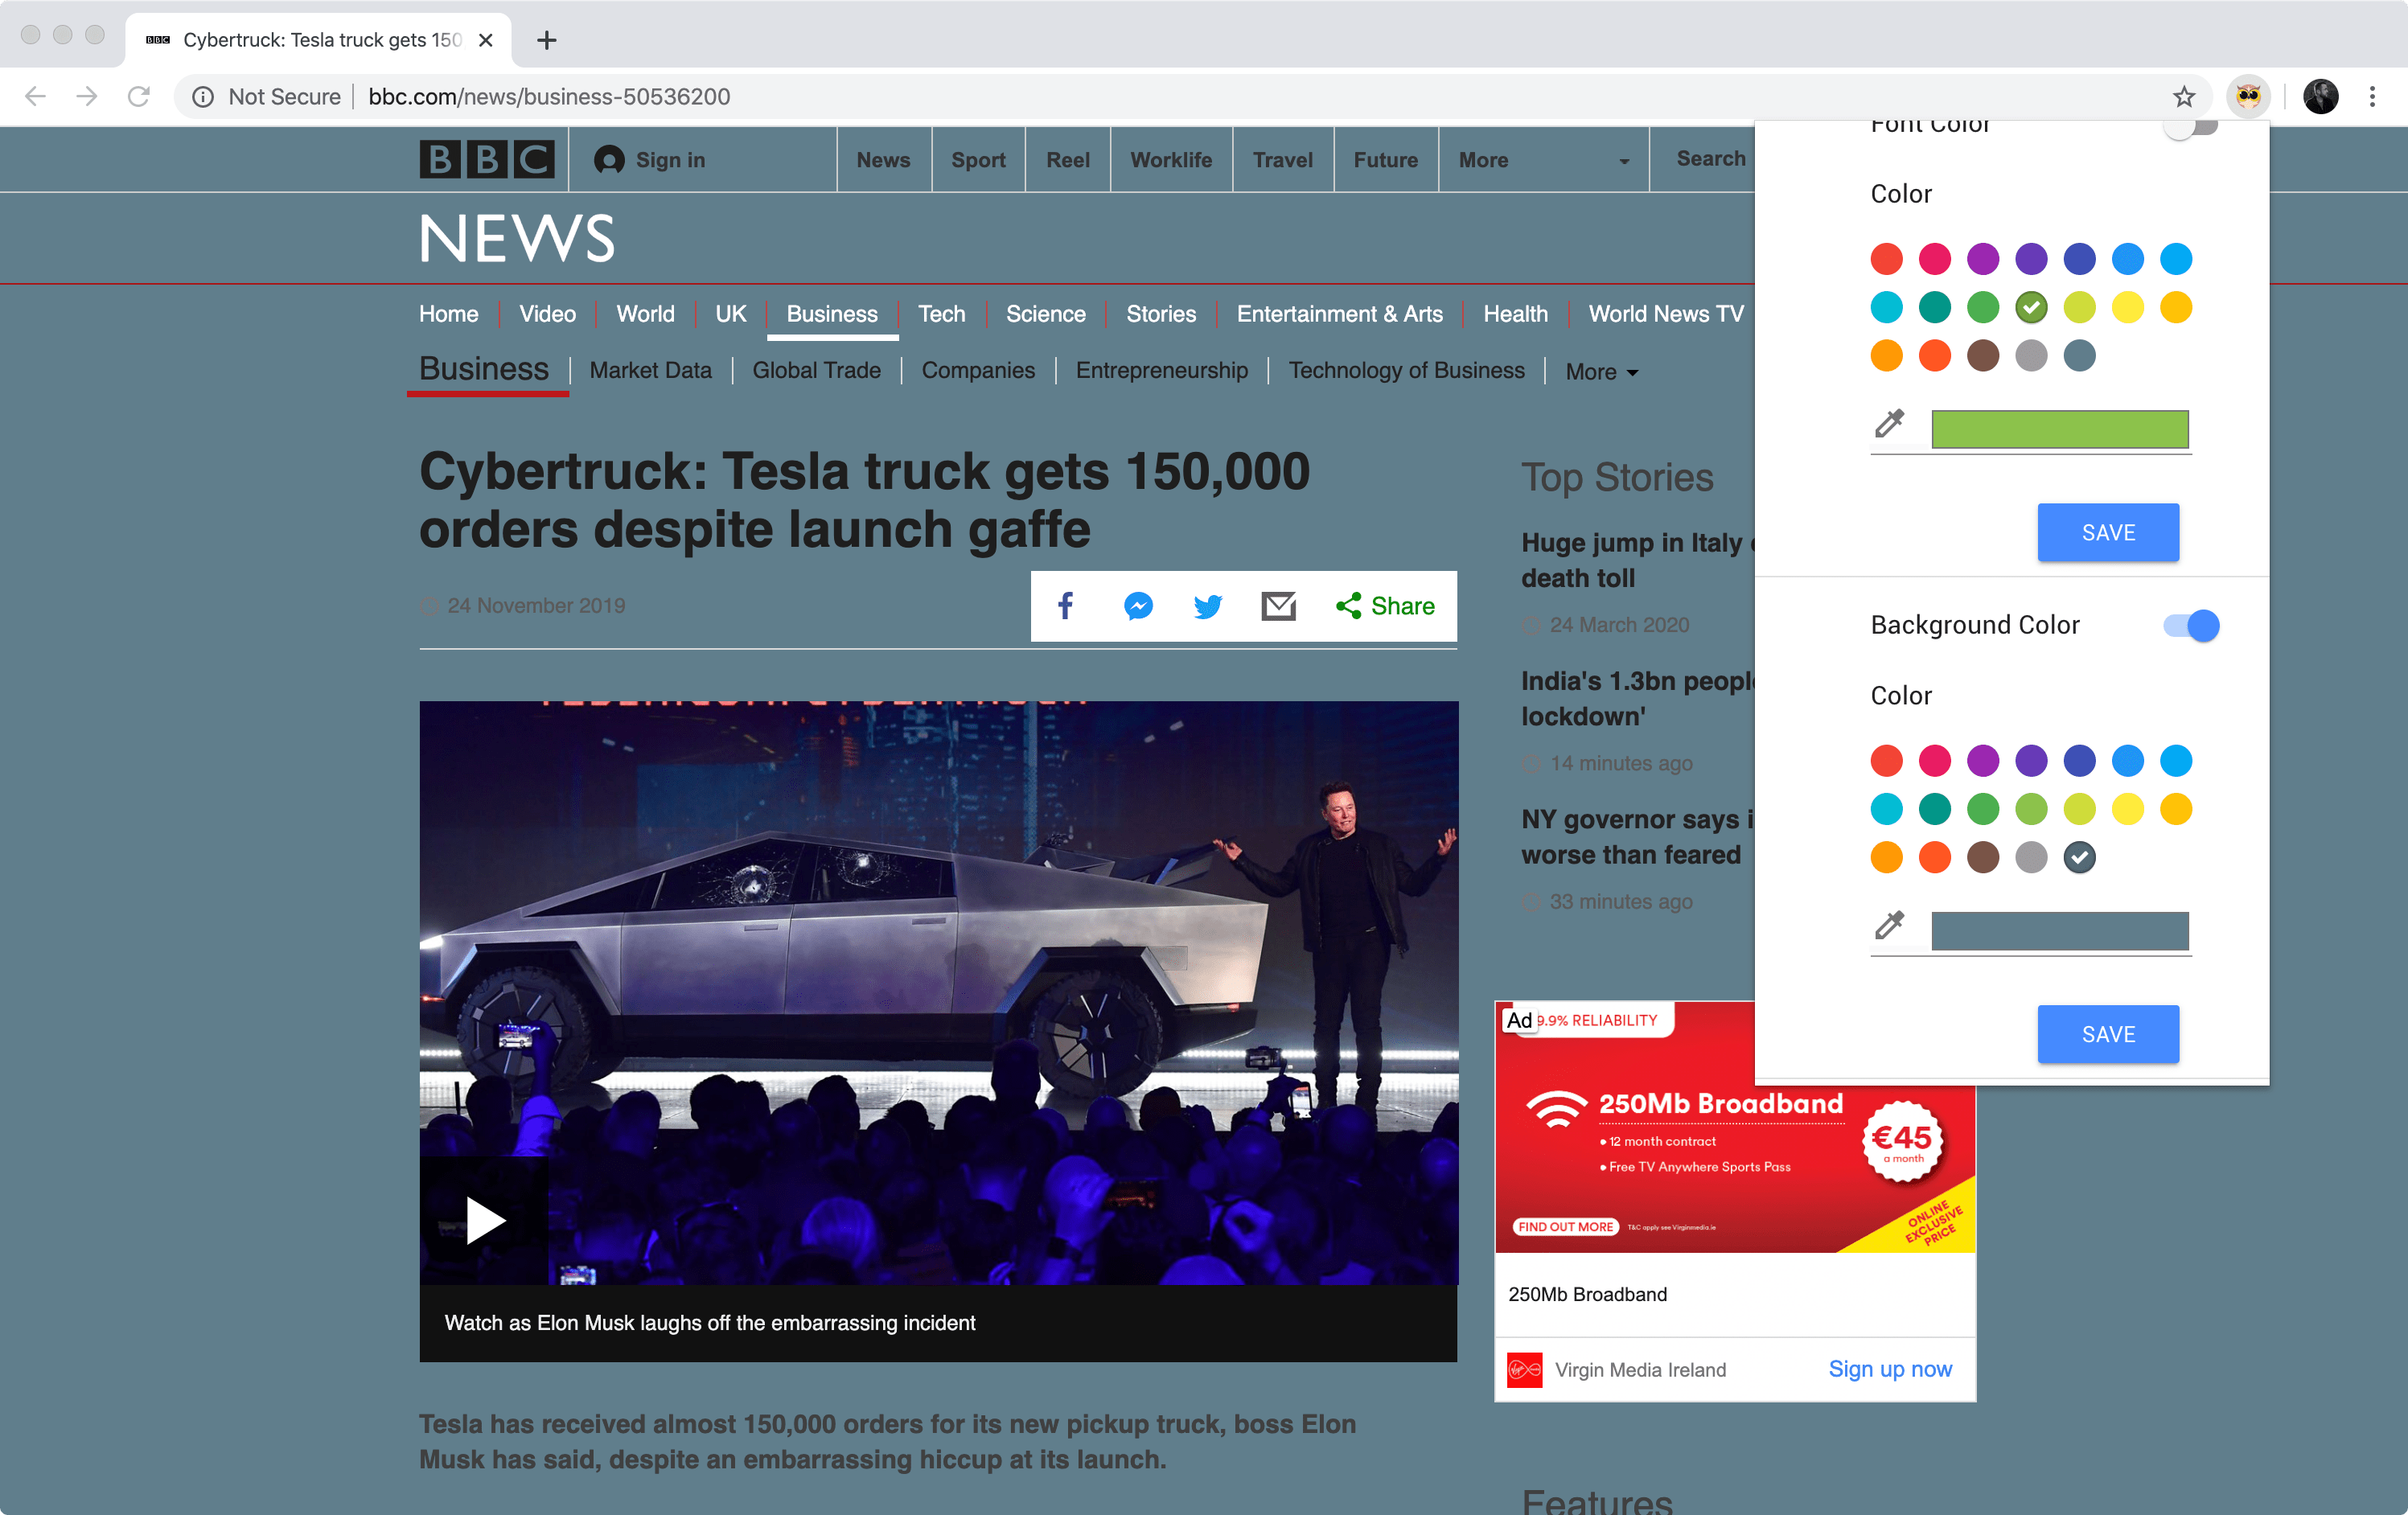 BBC Cybertruck: Tesla truck gets 150
Not Secure bbc.com/news/business-50536200
BBC Sign in News Sport Reel Worklife Travel Future More Search
NEWS
Home Video World UK Business Tech Science Stories Entertainment & Arts Health World News TV
Business Market Data Global Trade Companies Entrepreneurship Technology of Business More
Cybertruck: Tesla truck gets 150,000
orders despite launch gaffe
24 November 2019
Share
Watch as Elon Musk laughs off the embarrassing incident
Tesla has received almost 150,000 orders for its new pickup truck, boss Elon
Musk has said, despite an embarrassing hiccup at its launch.
Top Stories
Huge jump in Italy
death toll
24 March 2020
India's 1.3bn people
lockdown'
14 minutes ago
NY governor says
worse than feared
33 minutes ago
Ad 9.9% RELIABILITY
250Mb Broadband
• 12 month contract
• Free TV Anywhere Sports Pass
€45
a month
FIND OUT MORE T&C apply see Virginmedia.ie
ONLINE
EXCLUSIVE
PRICE
250Mb Broadband
Virgin Media Ireland Sign up now
Features
Font Color
Color
SAVE
Background Color
Color
SAVE